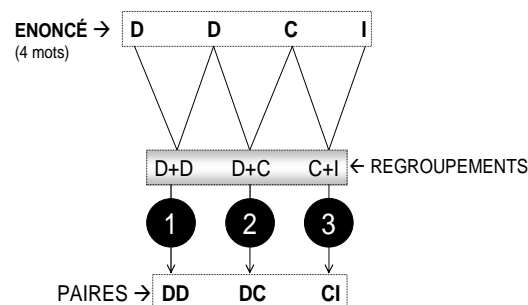 ENONCÉ → D D C I
(4 mots)
D+D D+C C+I ← REGROUPEMENTS
1 2 3
PAIRES → DD DC CI